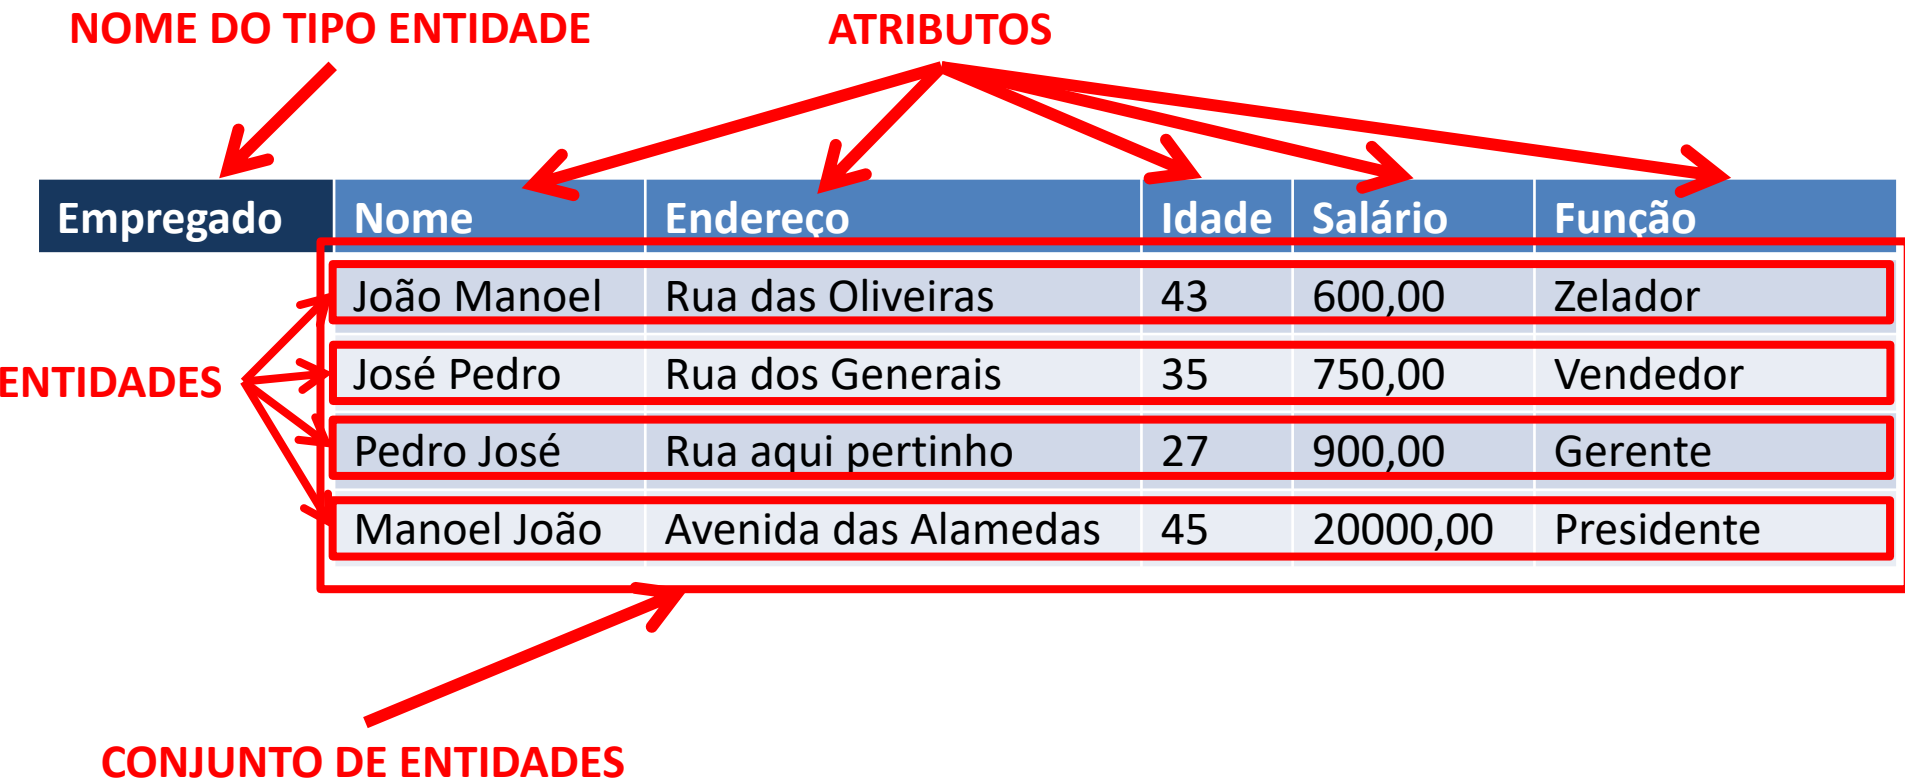 NOME DO TIPO ENTIDADE ATRIBUTOS
Empregado Nome Endereço Idade Salário Função
João Manoel Rua das Oliveiras 43 600,00 Zelador
ENTIDADES José Pedro Rua dos Generais 35 750,00 Vendedor
Pedro José Rua aqui pertinho 27 900,00 Gerente
Manoel João Avenida das Alamedas 45 20000,00 Presidente
CONJUNTO DE ENTIDADES